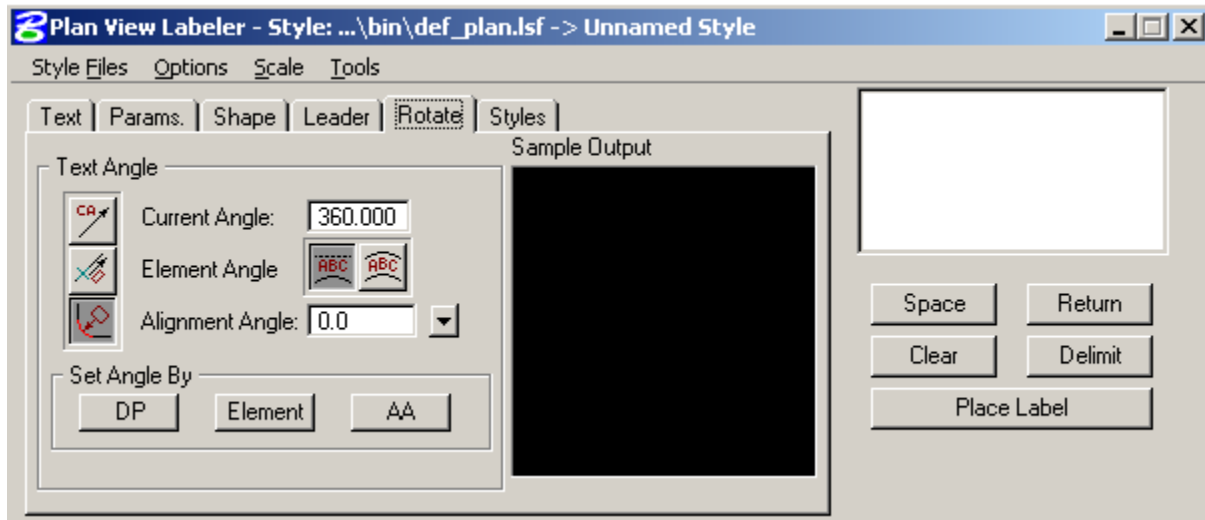 Plan View Labeler - Style: ...\bin\def_plan.lsf -> Unnamed Style
Style Files Options Scale Tools
Text Params. Shape Leader Rotate Styles
Sample Output
Text Angle
CA
Current Angle: 360.000
Element Angle ABC ABC
Alignment Angle: 0.0
Set Angle By
DP Element AA
Space Return
Clear Delimit
Place Label